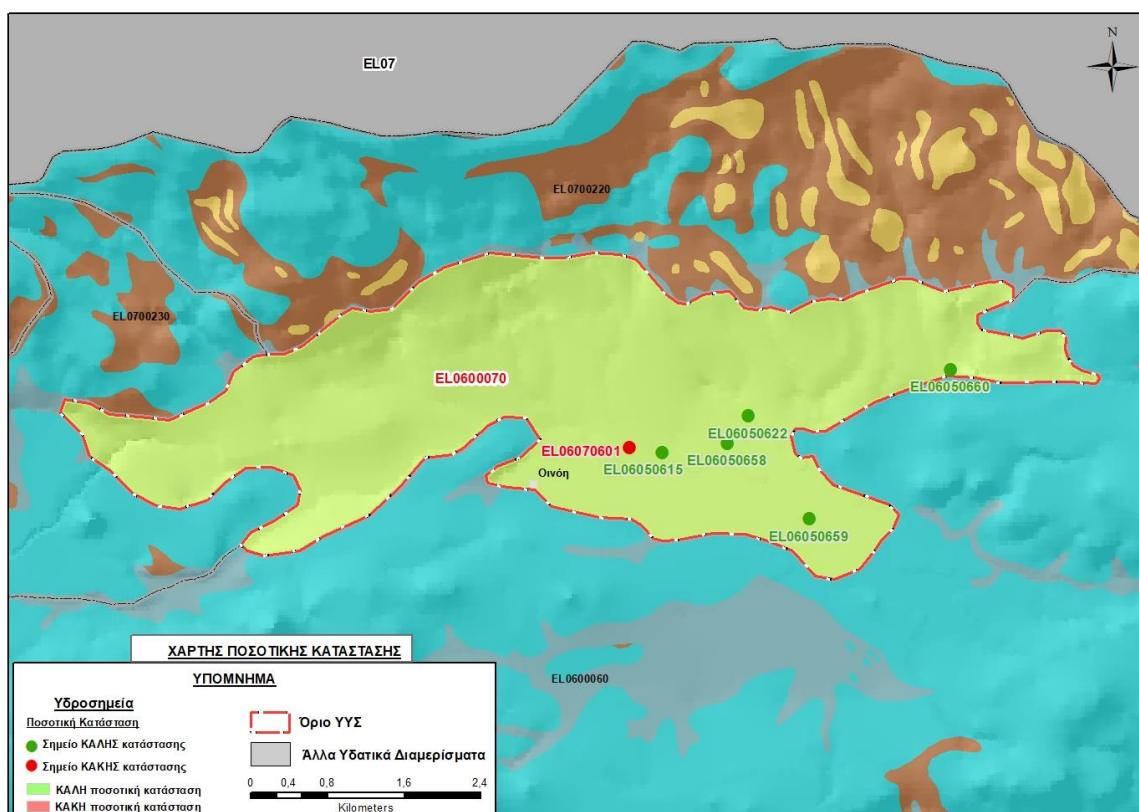 EL07
N
EL0700220
EL0700230
EL0600070
EL06050660
EL06050622
EL06070601
EL06050658
EL06050615
Οινόη
EL06050659
EL0600060
ΧΑΡΤΗΣ ΠΟΣΟΤΙΚΗΣ ΚΑΤΑΣΤΑΣΗΣ
ΥΠΟΜΝΗΜΑ
Υδροσημεία
Ποσοτική Κατάσταση
Σημείο ΚΑΛΗΣ κατάστασης
Σημείο ΚΑΚΗΣ κατάστασης
ΚΑΛΗ ποσοτική κατάσταση
ΚΑΚΗ ποσοτική κατάσταση
Όριο ΥΥΣ
Άλλα Υδατικά Διαμερίσματα
0 0,4 0,8 1,6 2,4
Kilometers